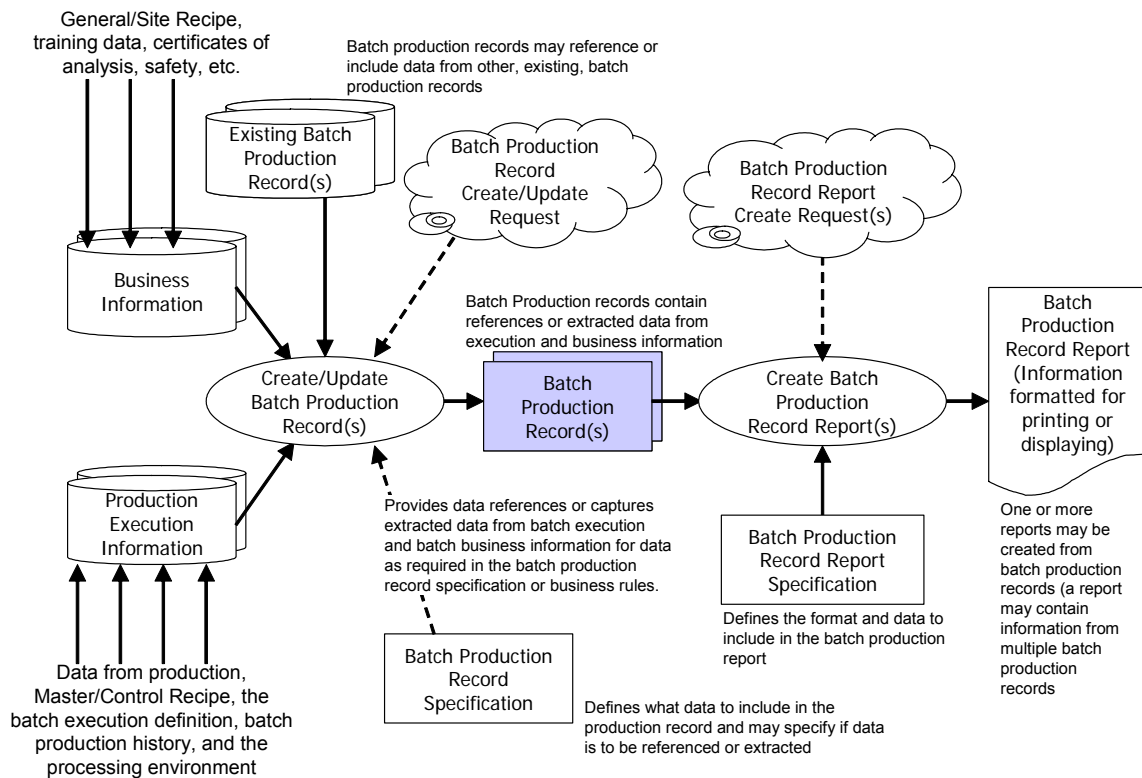 General/Site Recipe,
training data, certificates of
analysis, safety, etc.
Batch production records may reference or
include data from other, existing, batch
production records
Existing Batch
Production
Record(s)
Batch Production
Record
Create/Update
Request
Batch Production
Record Report
Create Request(s)
Business
Information
Batch Production records contain
references or extracted data from
execution and business information
Batch
Production
Record Report
(Information
formatted for
printing or
displaying)
Create/Update
Batch Production
Record(s)
Batch
Production
Record(s)
Create Batch
Production
Record Report(s)
Production
Execution
Information
Provides data references or captures
extracted data from batch execution
and batch business information for data
as required in the batch production
record specification or business rules.
Batch Production
Record Report
Specification
One or more
reports may be
created from
batch production
records (a report
may contain
information from
multiple batch
production
records
Defines the format and data to
include in the batch production
report
Data from production,
Master/Control Recipe, the
batch execution definition, batch
production history, and the
processing environment
Batch Production
Record
Specification
Defines what data to include in the
production record and may specify if data
is to be referenced or extracted